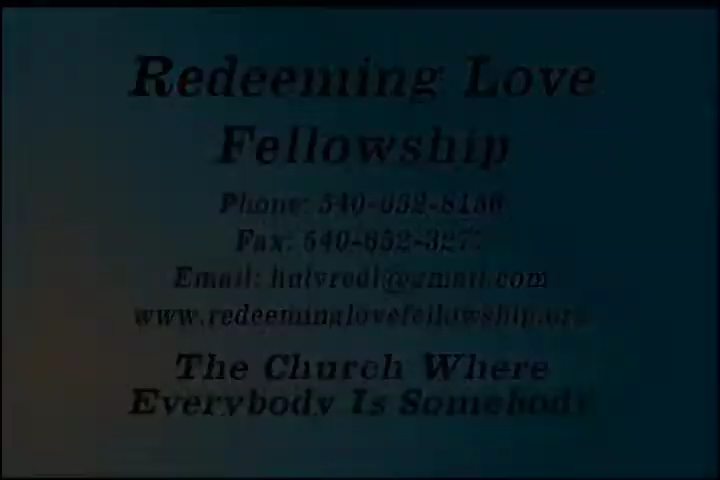 Redeeming Love
Fellowship
Phone:
Fax:
Email:
www.redeeminglovefellowship.org
The Church Where
Everybody Is Somebody